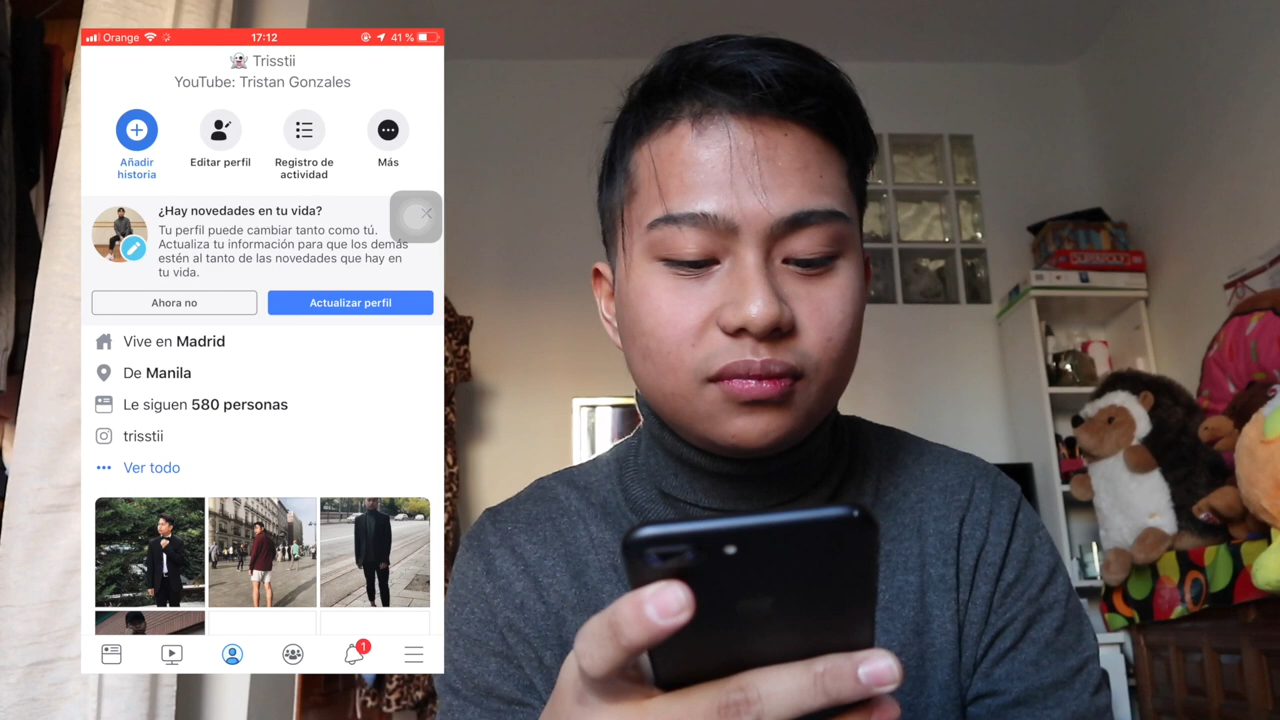 Orange
17:12
41 %
Trisstii
YouTube: Tristan Gonzales
Añadir
historia
Editar perfil
Registro de
actividad
Más
¿Hay novedades en tu vida?
Tu perfil puede cambiar tanto como tú.
Actualiza tu información para que los demás
estén al tanto de las novedades que hay en
tu vida.
Ahora no
Actualizar perfil
Vive en Madrid
De Manila
Le siguen 580 personas
trisstii
Ver todo
1